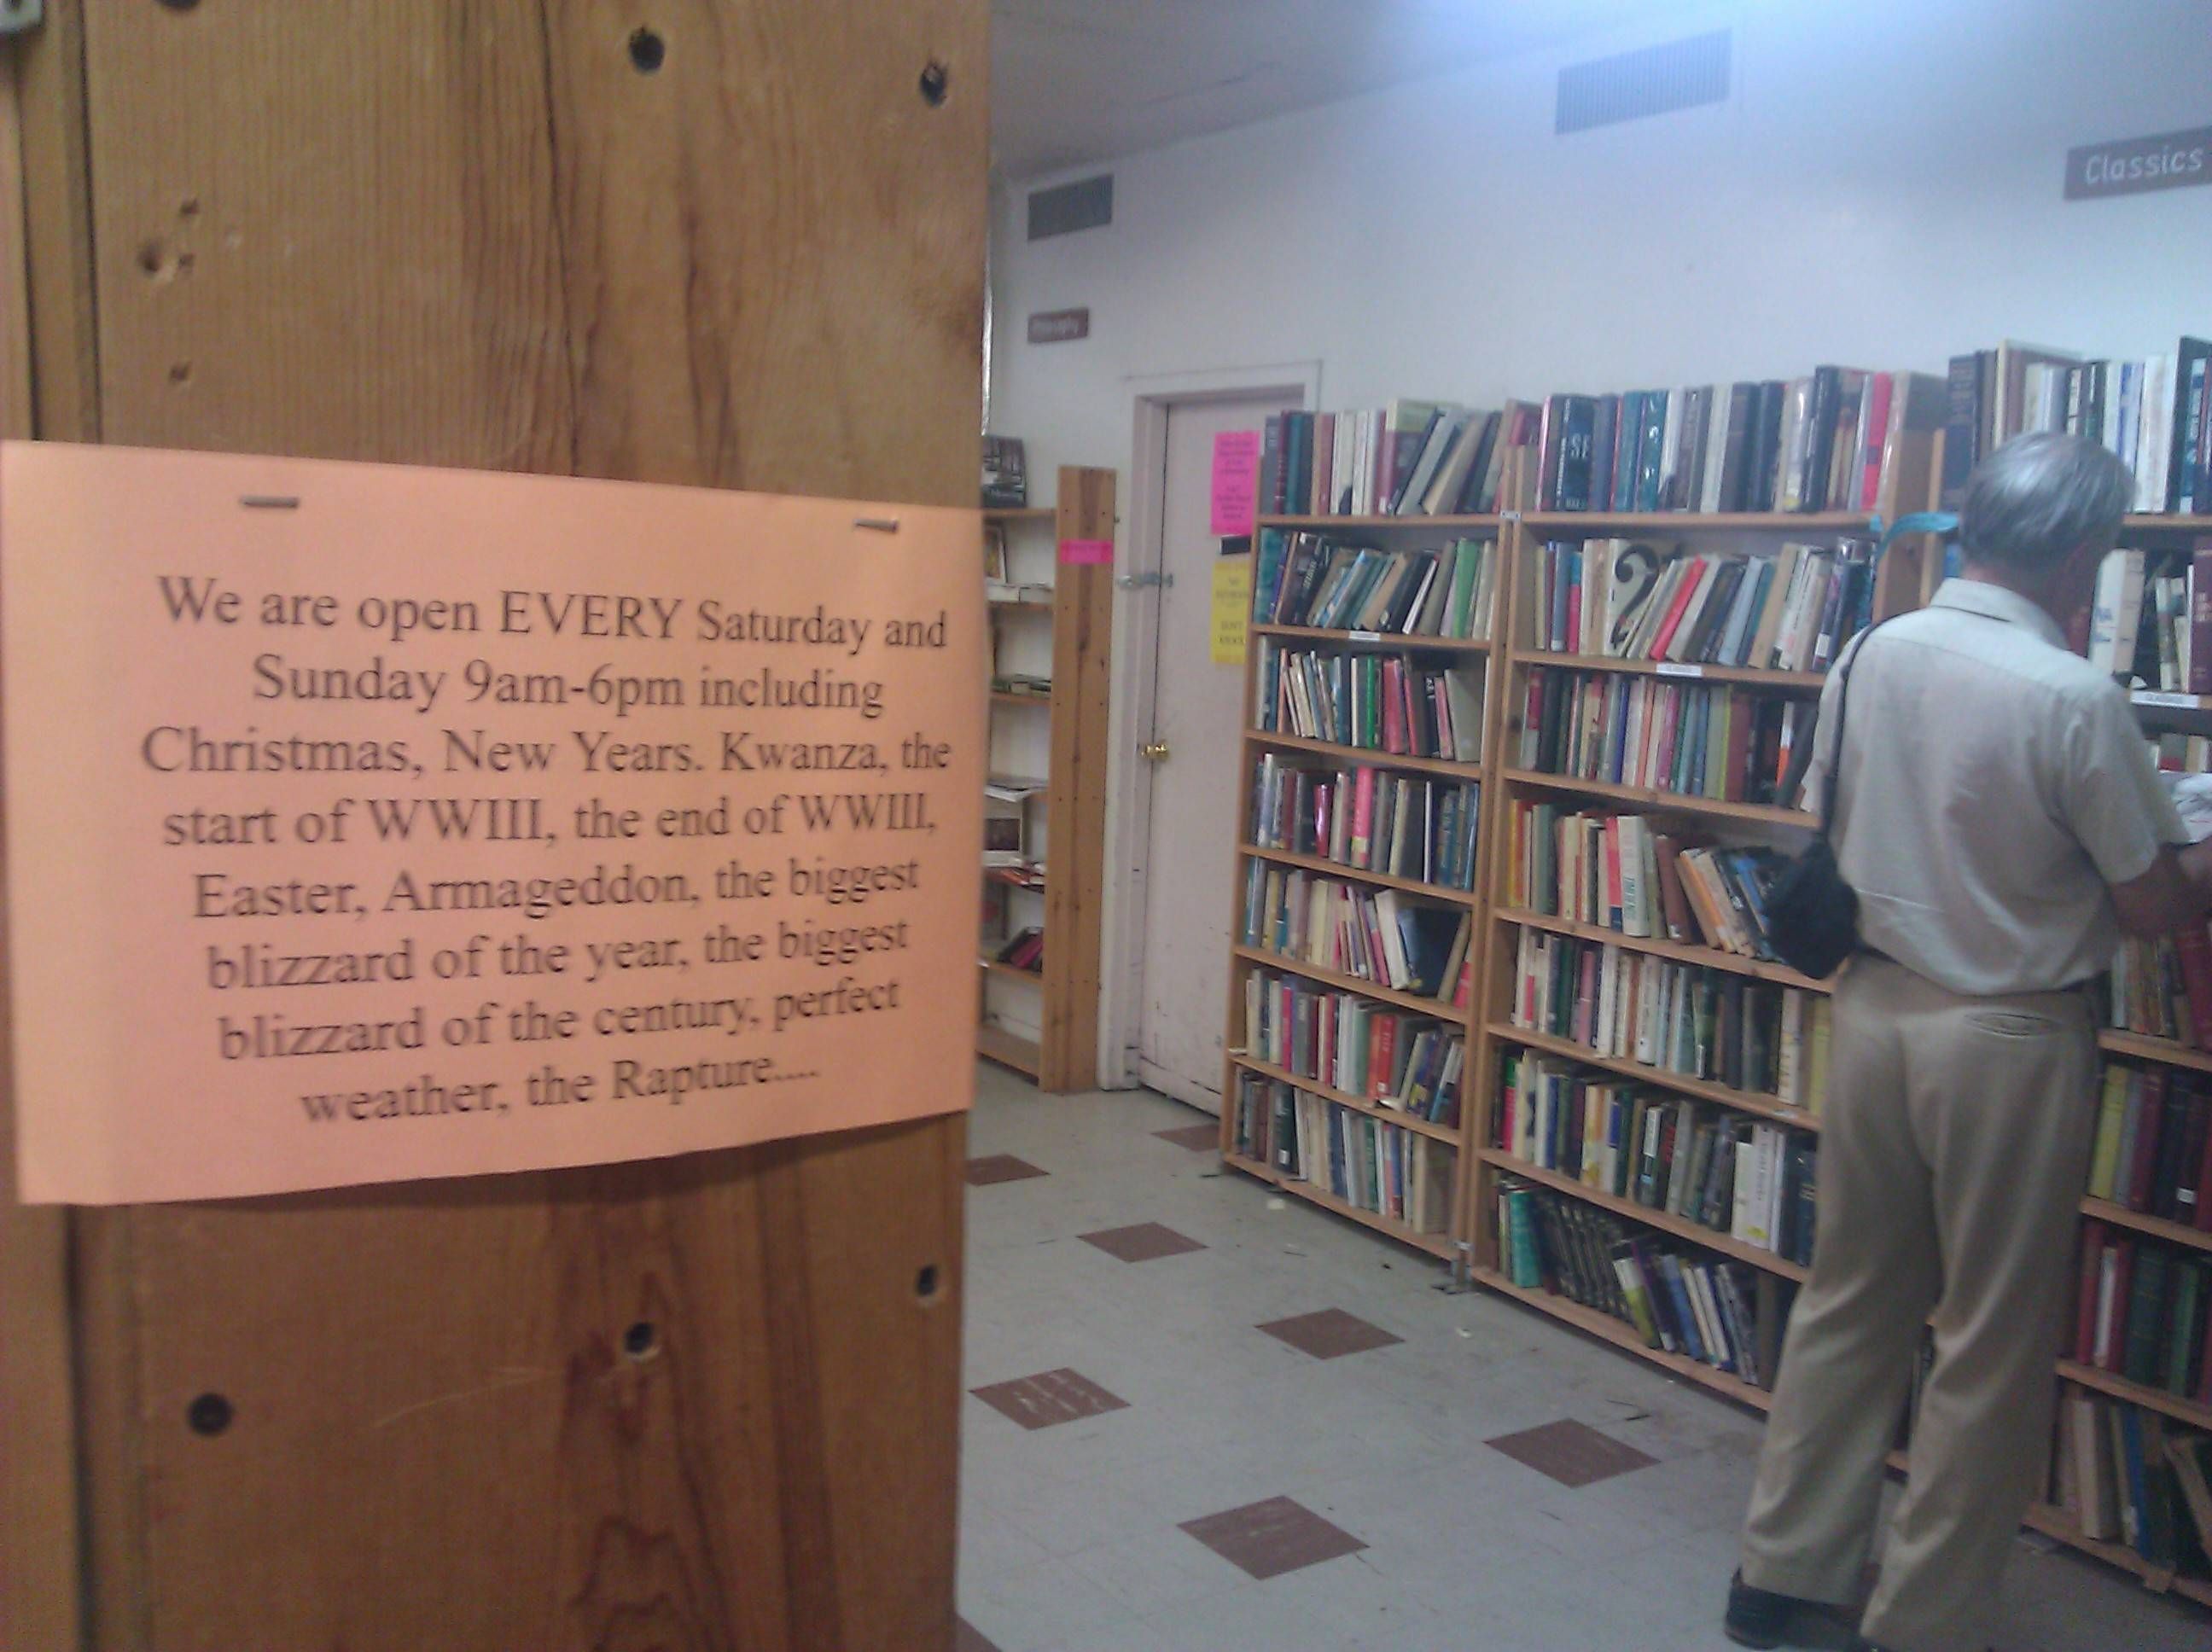 We are open EVERY Saturday and
Sunday 9am-6pm including
Christmas, New Years. Kwanza, the
start of WWIII, the end of WWIII,
Easter, Armageddon, the biggest
blizzard of the year, the biggest
blizzard of the century, perfect
weather, the Rapture....
Classics